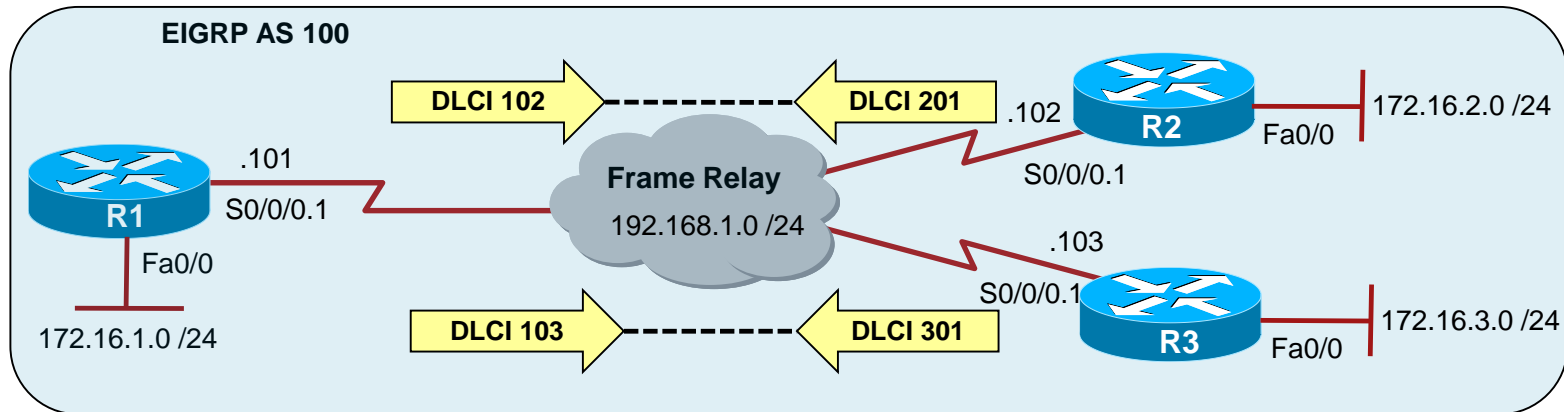 EIGRP AS 100
DLCI 102
DLCI 201
.102
R2
172.16.2.0 /24
Fa0/0
S0/0/0.1
.101
R1
S0/0/0.1
Frame Relay
192.168.1.0 /24
Fa0/0
172.16.1.0 /24
.103
S0/0/0.1
R3
172.16.3.0 /24
Fa0/0
DLCI 103
DLCI 301